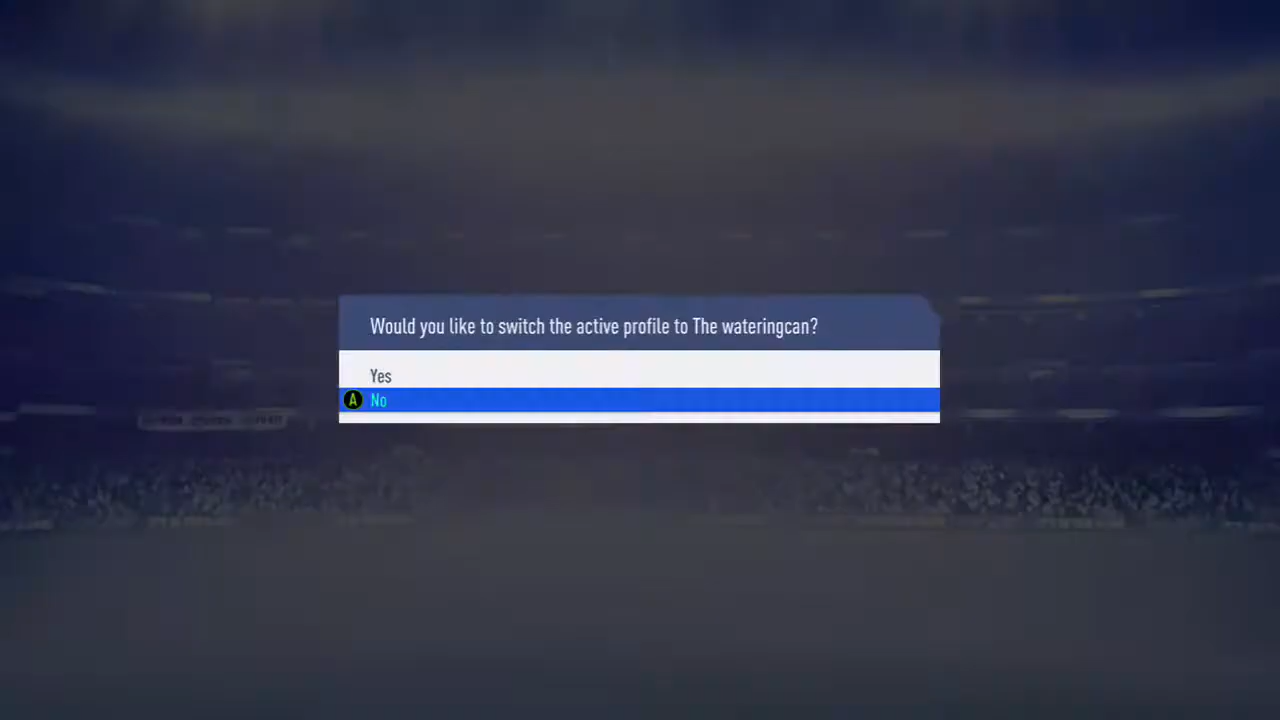 Would you like to switch the active profile to The wateringcan?
Yes
A No